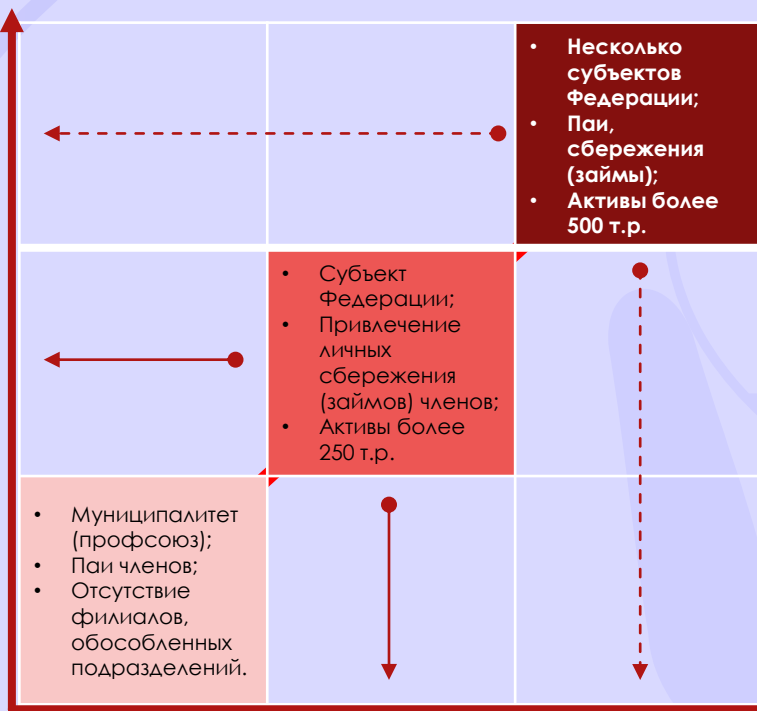 • Несколько
субъектов
Федерации;
• Паи,
сбережения
(займы);
• Активы более
500 т.р.
• Субъект
Федерации;
• Привлечение
личных
сбережения
(займов) членов;
• Активы более
250 т.р.
• Муниципалитет
(профсоюз);
• Паи членов;
• Отсутствие
филиалов,
обособленных
подразделений.